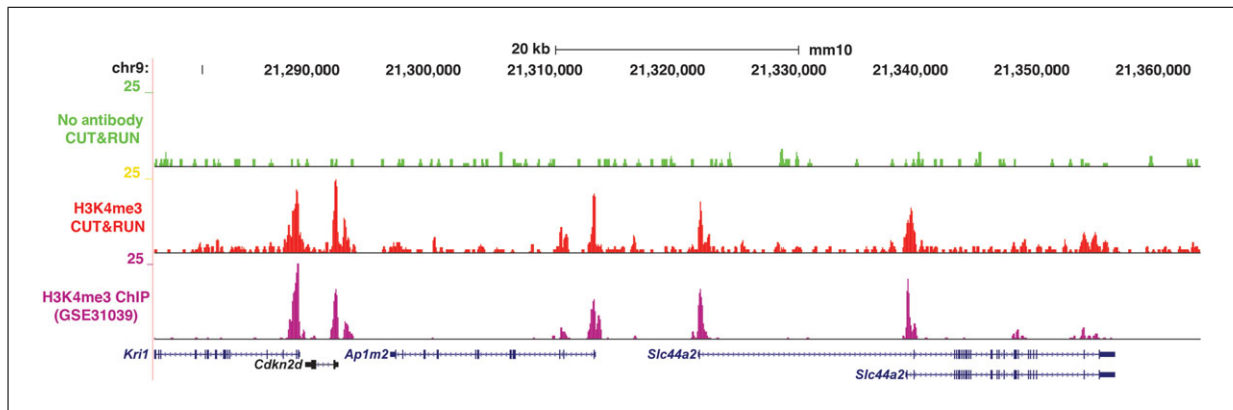 20 kb mm10
chr9: 21,290,000 21,300,000 21,310,000 21,320,000 21,330,000 21,340,000 21,350,000 21,360,000
25
No antibody
CUT&RUN
25
H3K4me3
CUT&RUN
25
H3K4me3 ChIP
(GSE31039)
Kri1 Ap1m2 Slc44a2
Cdkn2d
Slc44a2